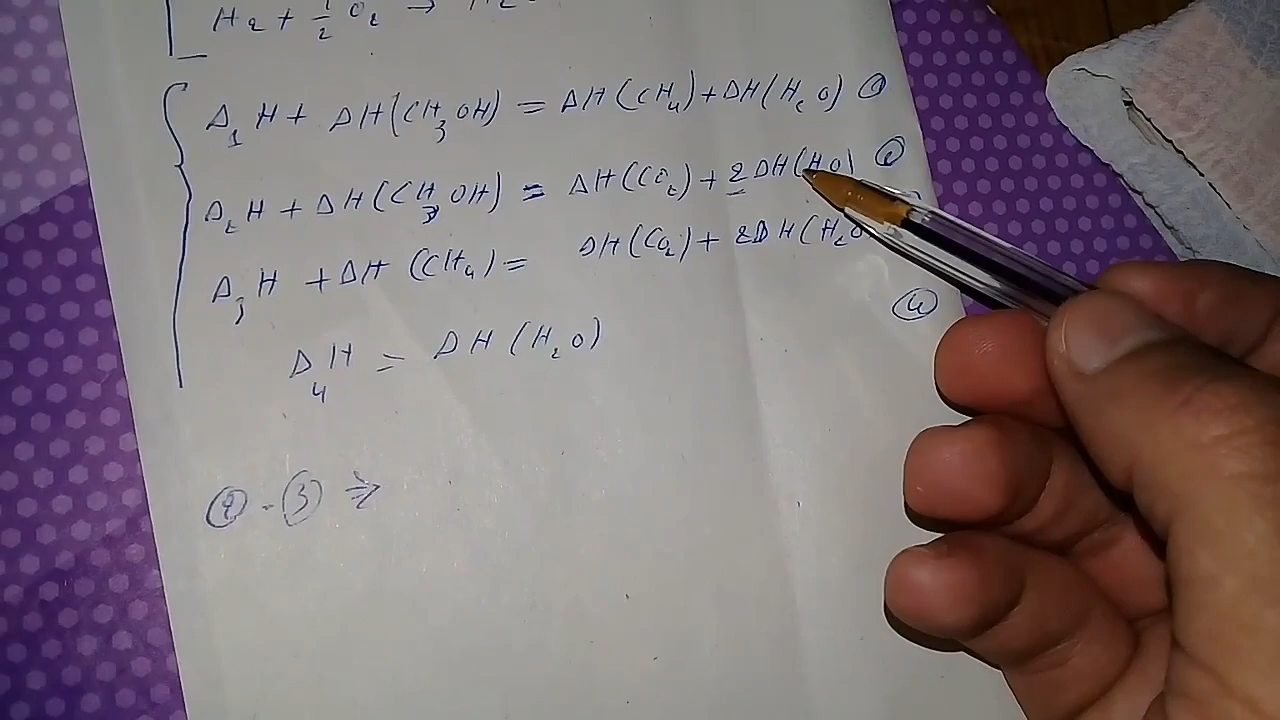 H₂ + 1/2 O₂ → H₂
Δ₁H + ΔH(CH₃OH) = ΔH(CH₄) + ΔH(H₂O) ①
Δ₂H + ΔH(CH₃OH) = ΔH(CO₂) + 2ΔH(H₂O) ②
Δ₃H + ΔH(CH₄) = ΔH(CO₂) + 2ΔH(H₂O
④
Δ₄H = ΔH(H₂O)
② - ③ ⇒